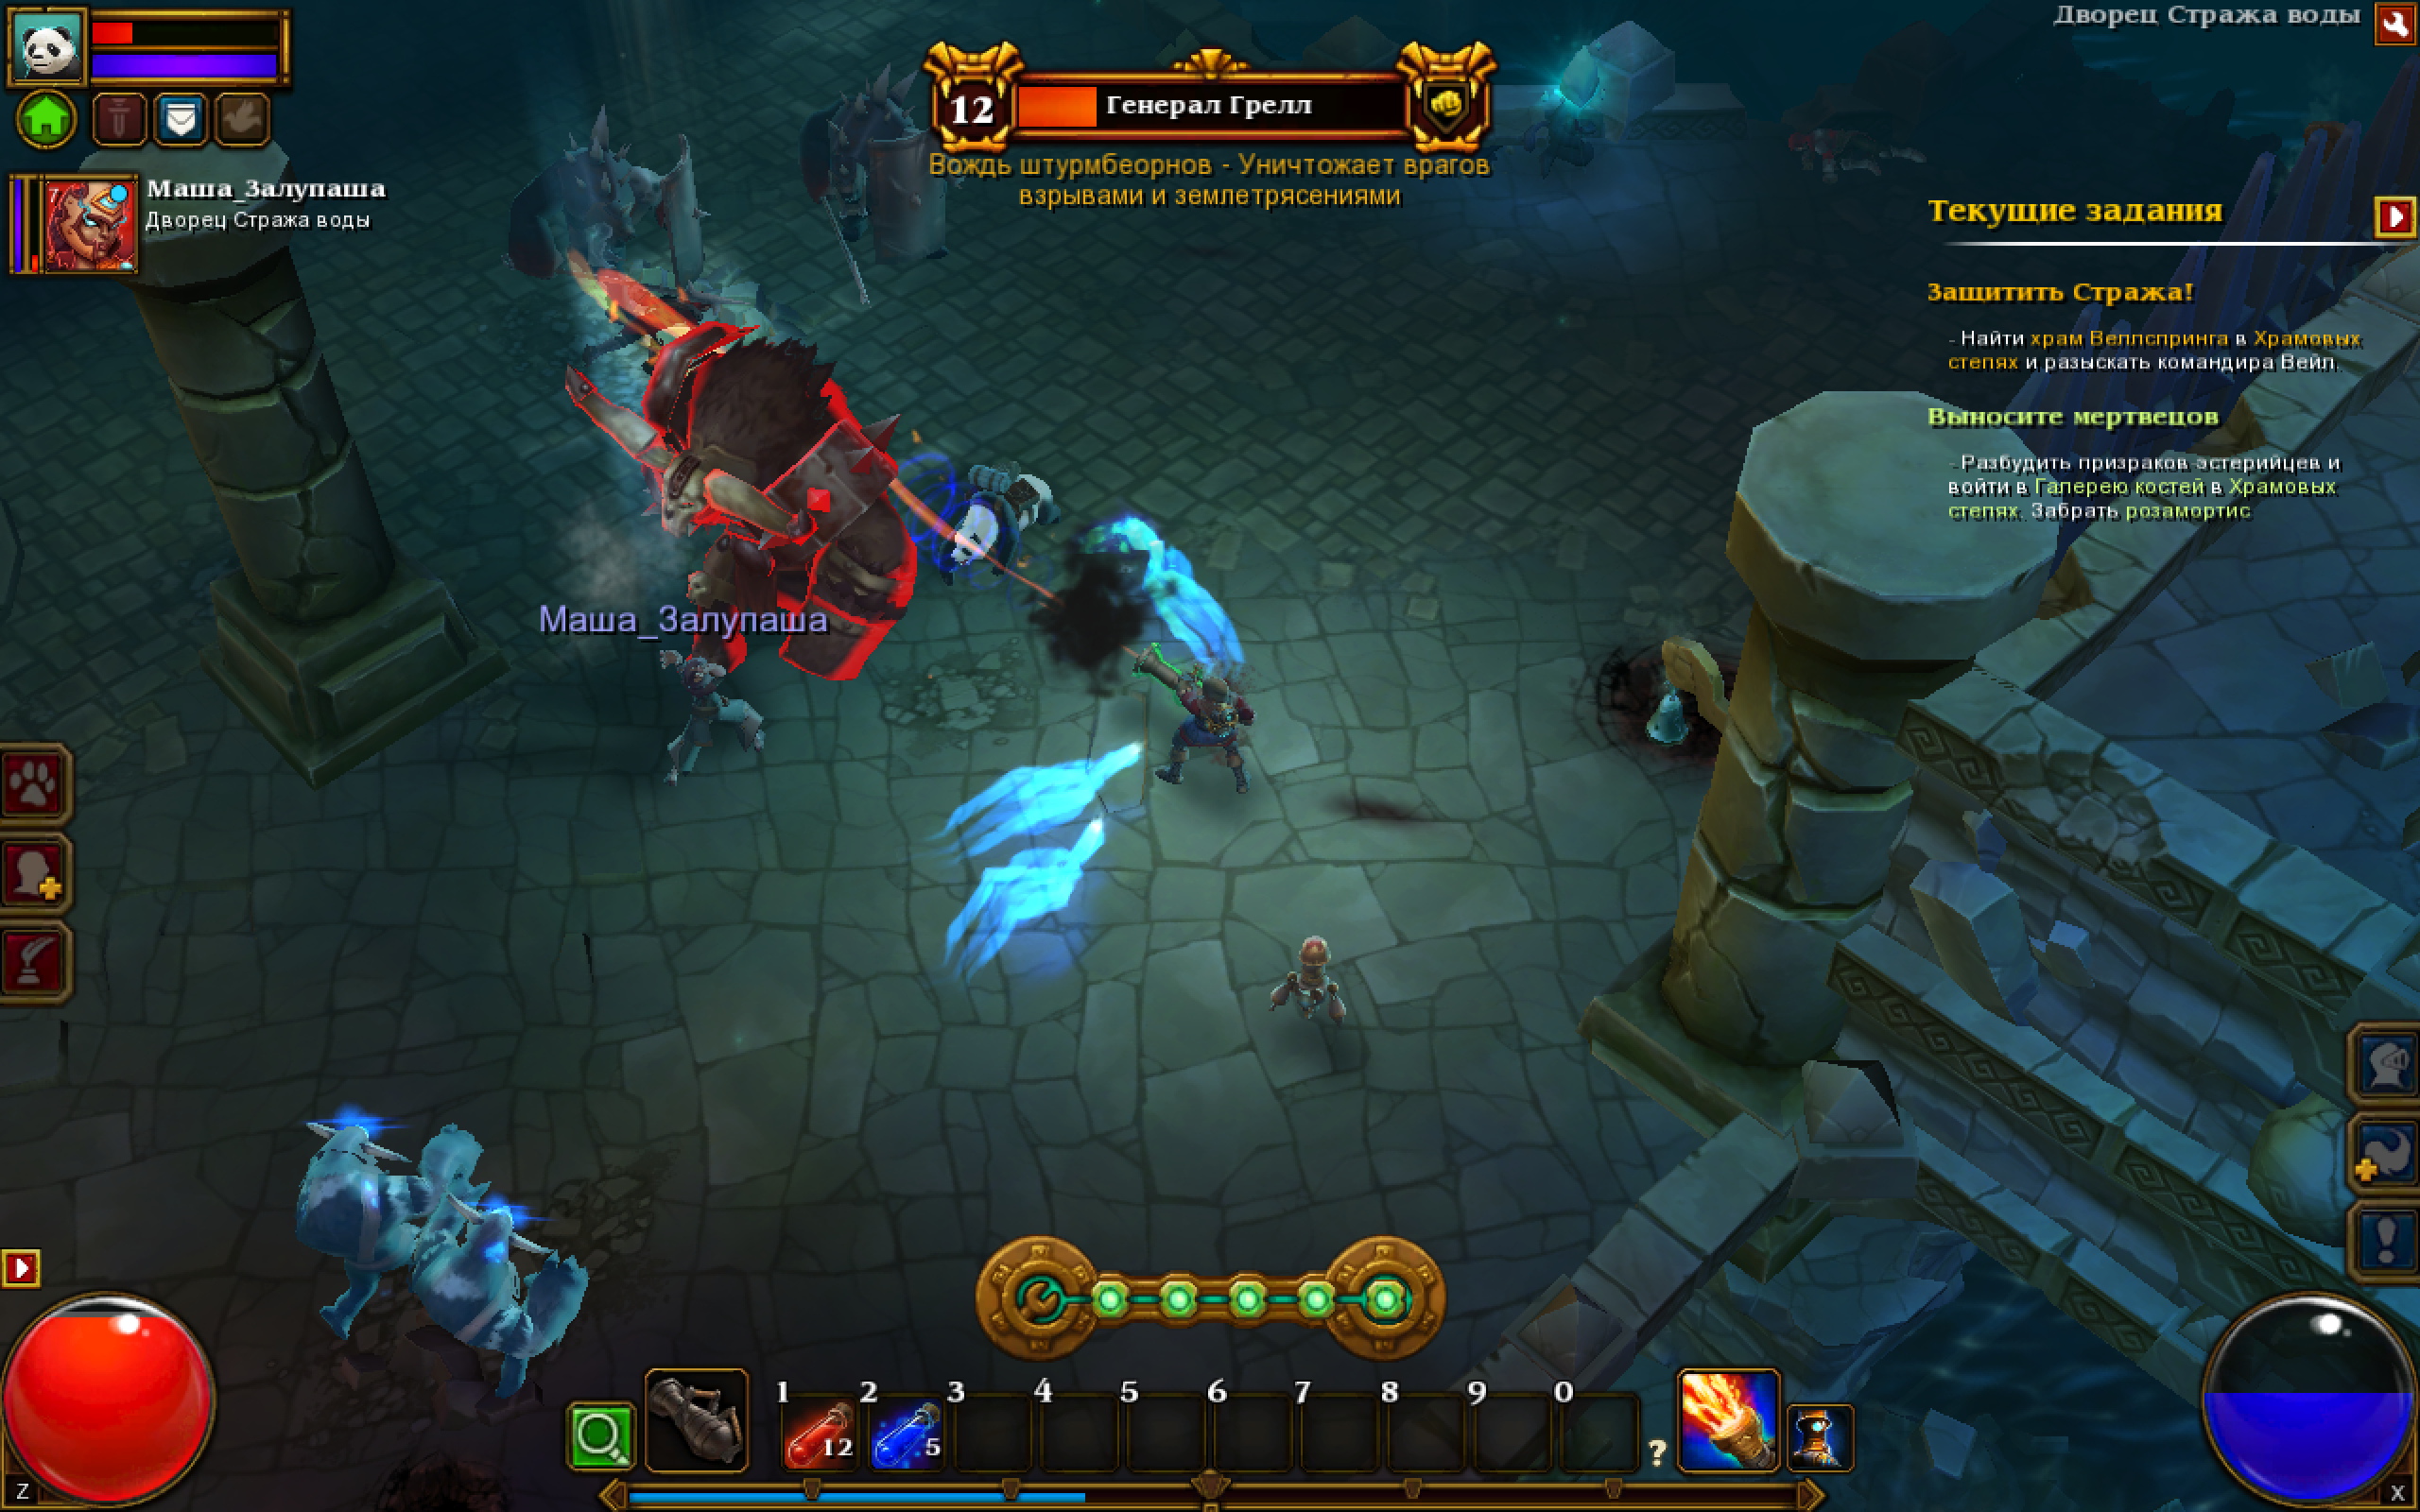 Дворец Стража воды
12
Генерал Грелл
Вождь штурмбеорнов - Уничтожает врагов
взрывами и землетрясениями
7
Маша_Залупаша
Дворец Стража воды
Текущие задания
Защитить Стража!
- Найти храм Веллспринга в Храмовых
степях и разыскать командира Вейл.
Выносите мертвецов
- Разбудить призраков эстерийцев и
войти в Галерею костей в Храмовых
степях. Забрать розамортис
Маша_Залупаша
1 2 3 4 5 6 7 8 9 0
12 5 ?
Z X